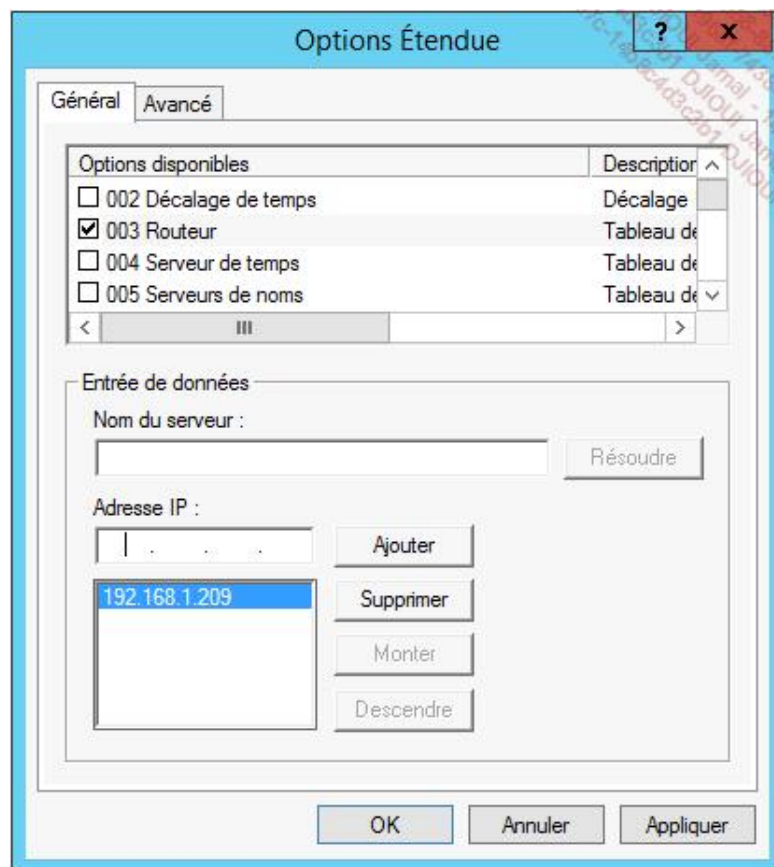 Options Étendue
?
x
Général
Avancé
Options disponibles
Description
002 Décalage de temps
Décalage
003 Routeur
Tableau de
004 Serveur de temps
Tableau de
005 Serveurs de noms
Tableau de
Entrée de données
Nom du serveur :
Résoudre
Adresse IP :
. . .
Ajouter
192.168.1.209
Supprimer
Monter
Descendre
OK
Annuler
Appliquer
DJIOUI Jamal